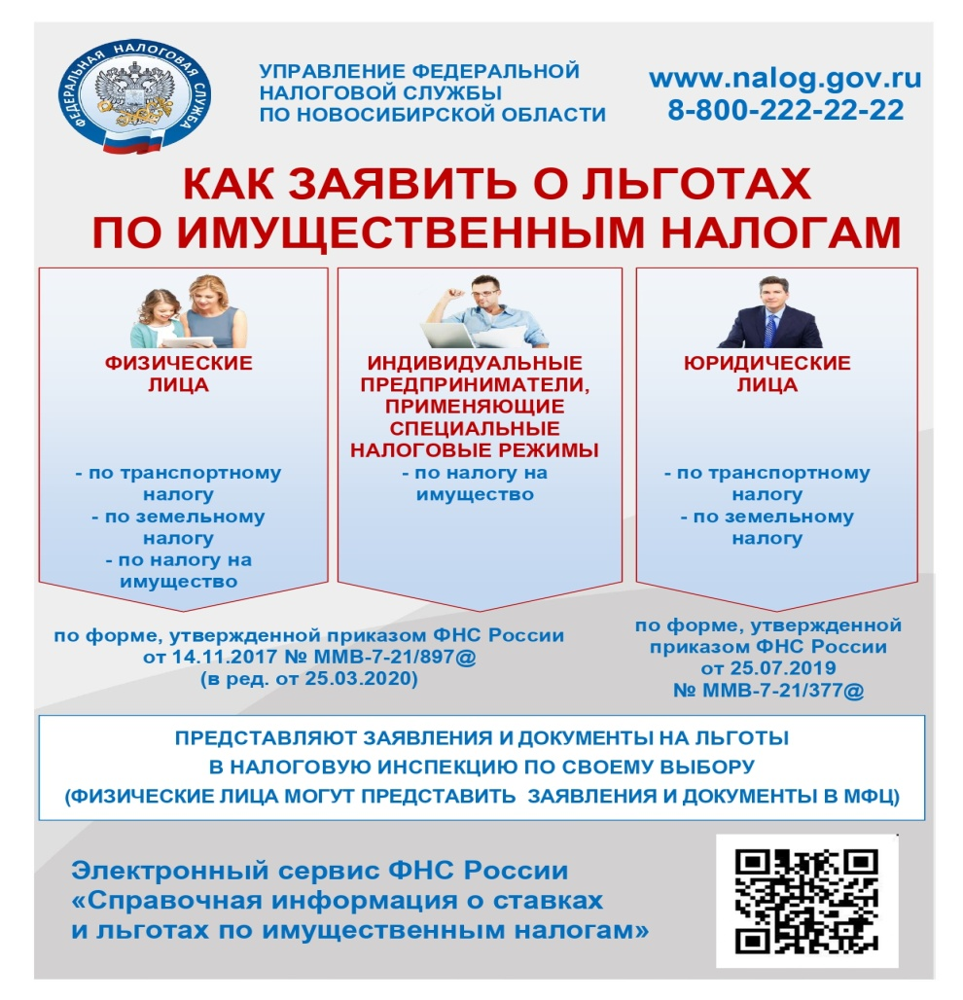 ФЕДЕРАЛЬНАЯ НАЛОГОВАЯ СЛУЖБА
УПРАВЛЕНИЕ ФЕДЕРАЛЬНОЙ
НАЛОГОВОЙ СЛУЖБЫ
ПО НОВОСИБИРСКОЙ ОБЛАСТИ
www.nalog.gov.ru
8-800-222-22-22
КАК ЗАЯВИТЬ О ЛЬГОТАХ
ПО ИМУЩЕСТВЕННЫМ НАЛОГАМ
ФИЗИЧЕСКИЕ
ЛИЦА
- по транспортному
налогу
- по земельному
налогу
- по налогу на
имущество
ИНДИВИДУАЛЬНЫЕ
ПРЕДПРИНИМАТЕЛИ,
ПРИМЕНЯЮЩИЕ
СПЕЦИАЛЬНЫЕ
НАЛОГОВЫЕ РЕЖИМЫ
- по налогу на
имущество
ЮРИДИЧЕСКИЕ
ЛИЦА
- по транспортному
налогу
- по земельному
налогу
по форме, утвержденной приказом ФНС России
от 14.11.2017 № ММВ-7-21/897@
(в ред. от 25.03.2020)
по форме, утвержденной
приказом ФНС России
от 25.07.2019
№ ММВ-7-21/377@
ПРЕДСТАВЛЯЮТ ЗАЯВЛЕНИЯ И ДОКУМЕНТЫ НА ЛЬГОТЫ
В НАЛОГОВУЮ ИНСПЕКЦИЮ ПО СВОЕМУ ВЫБОРУ
(ФИЗИЧЕСКИЕ ЛИЦА МОГУТ ПРЕДСТАВИТЬ ЗАЯВЛЕНИЯ И ДОКУМЕНТЫ В МФЦ)
Электронный сервис ФНС России
«Справочная информация о ставках
и льготах по имущественным налогам»